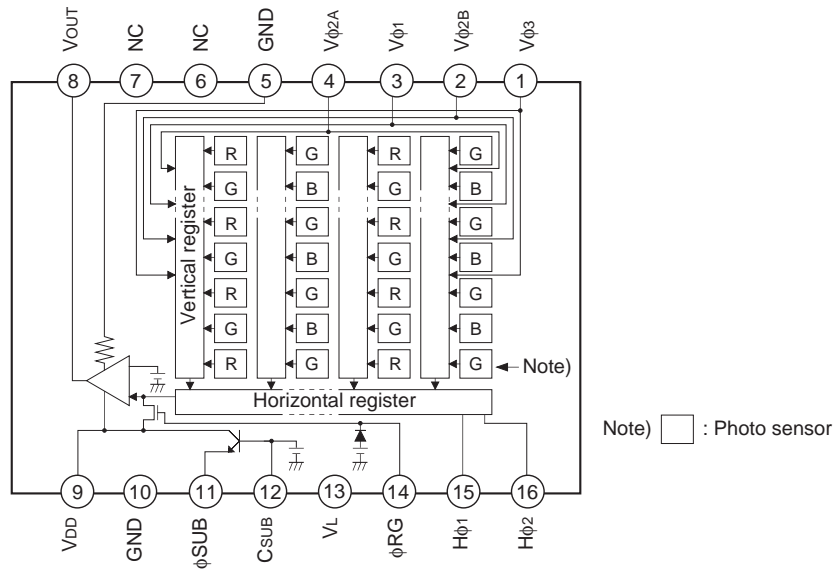 VOUT NC NC GND Vϕ2A Vϕ1 Vϕ2B Vϕ3
8 7 6 5 4 3 2 1
R G R G
G B G B
R G R G
G B G B
R G R G
G B G B
R G R G
Vertical register
Note)
Horizontal register
Note) : Photo sensor
9 10 11 12 13 14 15 16
VDD GND ϕSUB CSUB VL ϕRG Hϕ1 Hϕ2